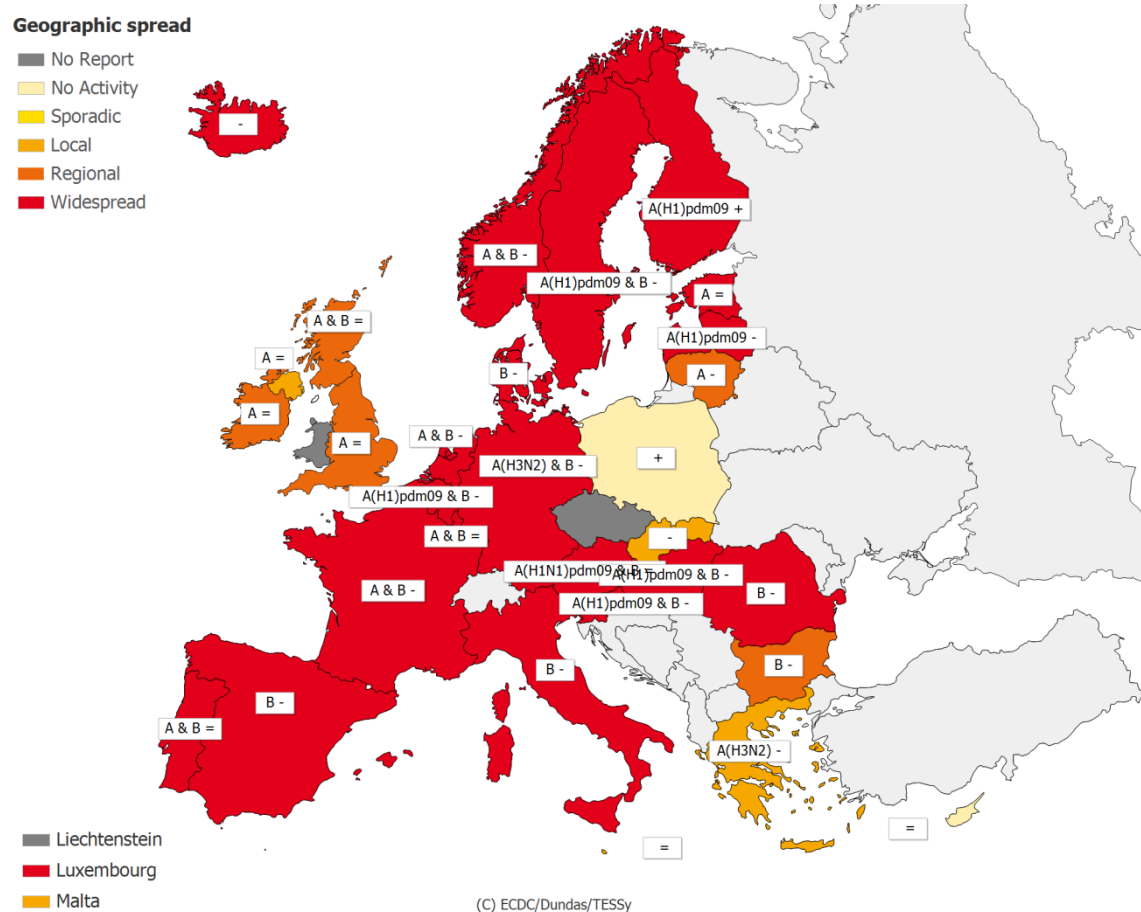 Geographic spread
No Report
No Activity
Sporadic
Local
Regional
Widespread
-
A(H1)pdm09 +
A & B -
A(H1)pdm09 & B -
A =
A & B =
A(H1)pdm09 -
A =
B -
A -
A =
A =
A & B -
+
A(H3N2) & B -
A(H1)pdm09 & B -
A & B =
-
A(H1N1)pdm09 & B
A(H1)pdm09 & B -
A & B -
B -
A(H1)pdm09 & B -
B -
B -
B -
A & B =
A(H3N2) -
=
=
Liechtenstein
Luxembourg
Malta
(C) ECDC/Dundas/TESSy